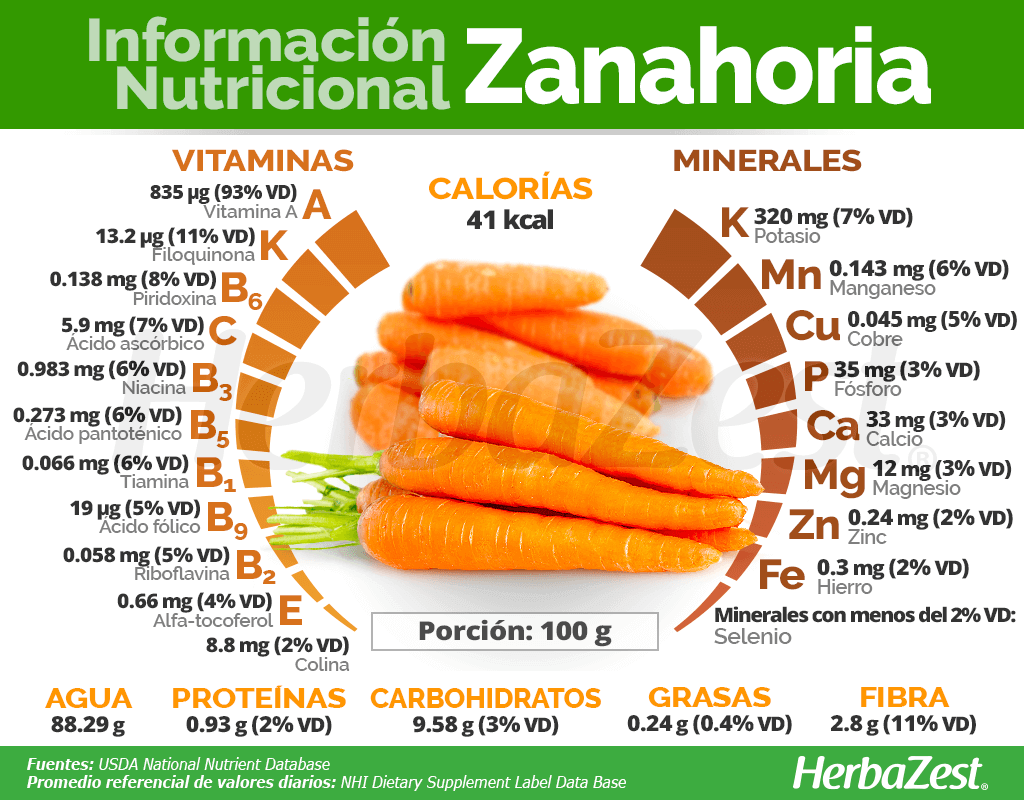 Información
Nutricional
Zanahoria
VITAMINAS
835 µg (93% VD)
Vitamina A
A
13.2 µg (11% VD)
Filoquinona
K
0.138 mg (8% VD)
Piridoxina
B6
5.9 mg (7% VD)
Ácido ascórbico
C
0.983 mg (6% VD)
Niacina
B3
0.273 mg (6% VD)
Ácido pantoténico
B5
0.066 mg (6% VD)
Tiamina
B1
19 µg (5% VD)
Ácido fólico
B9
0.058 mg (5% VD)
Riboflavina
B2
0.66 mg (4% VD)
Alfa-tocoferol
E
8.8 mg (2% VD)
Colina
CALORÍAS
41 kcal
HerbaZest®
Porción: 100 g
MINERALES
K
320 mg (7% VD)
Potasio
Mn
0.143 mg (6% VD)
Manganeso
Cu
0.045 mg (5% VD)
Cobre
P
35 mg (3% VD)
Fósforo
Ca
33 mg (3% VD)
Calcio
Mg
12 mg (3% VD)
Magnesio
Zn
0.24 mg (2% VD)
Zinc
Fe
0.3 mg (2% VD)
Hierro
Minerales con menos del 2% VD:
Selenio
AGUA
88.29 g
PROTEÍNAS
0.93 g (2% VD)
CARBOHIDRATOS
9.58 g (3% VD)
GRASAS
0.24 g (0.4% VD)
FIBRA
2.8 g (11% VD)
Fuentes: USDA National Nutrient Database
Promedio referencial de valores diarios: NHI Dietary Supplement Label Data Base
HerbaZest®